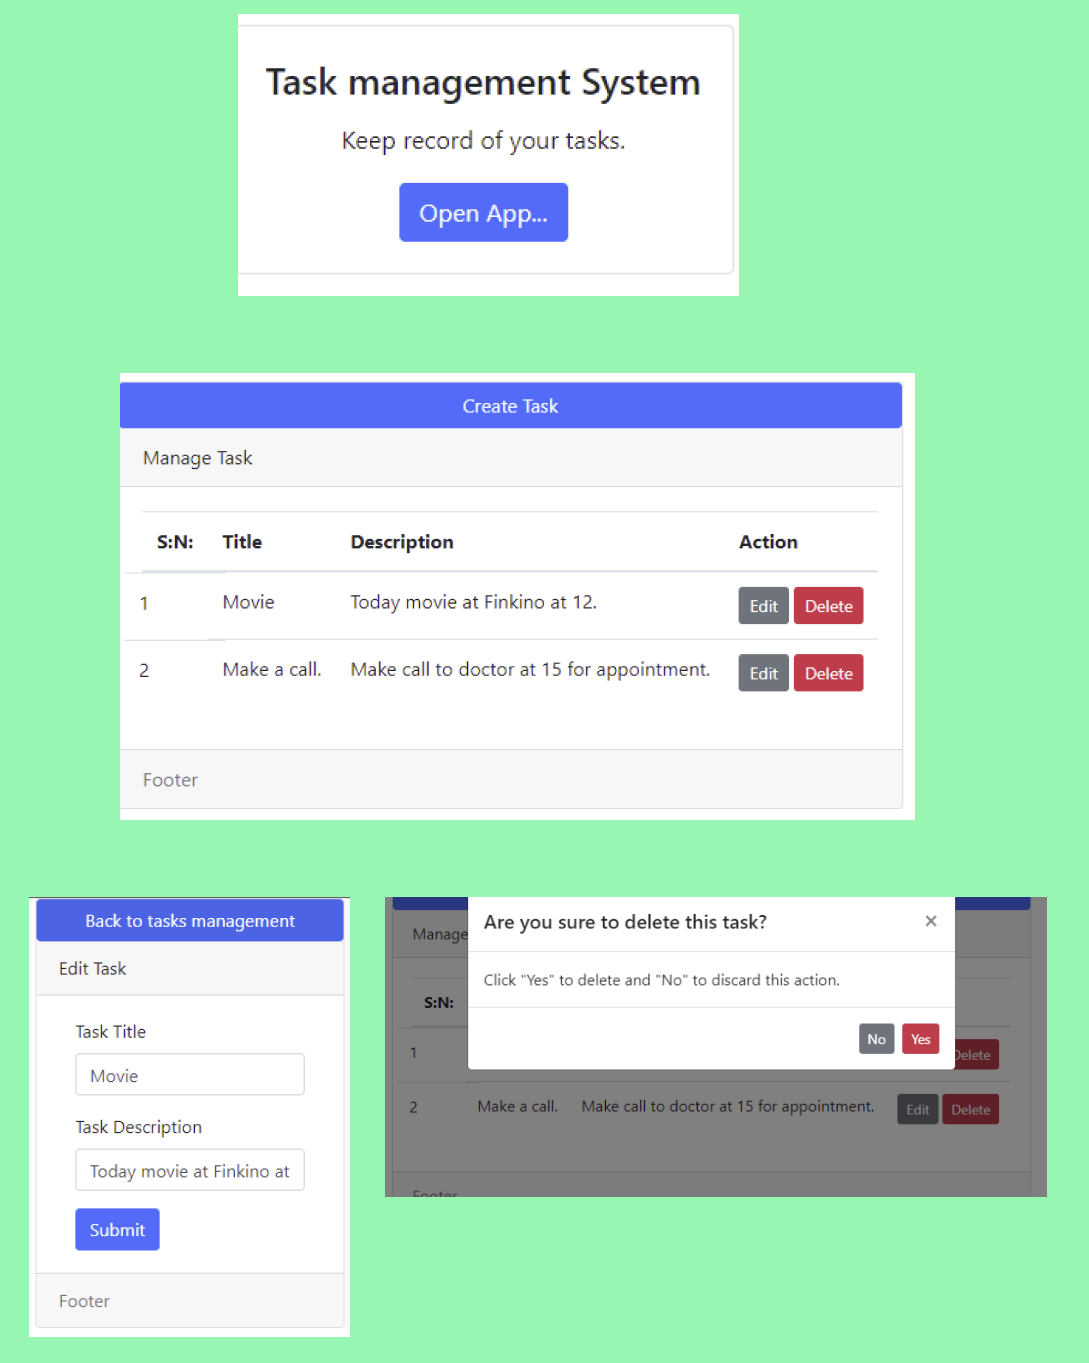 Task management System
Keep record of your tasks.
Open App...
Create Task
Manage Task
S:N: Title Description Action
1 Movie Today movie at Finkino at 12. Edit Delete
2 Make a call. Make call to doctor at 15 for appointment. Edit Delete
Footer
Back to tasks management
Edit Task
Task Title
Movie
Task Description
Today movie at Finkino at
Submit
Footer
Are you sure to delete this task? ×
Manage
Click "Yes" to delete and "No" to discard this action.
S:N:
No Yes
1 Delete
2 Make a call. Make call to doctor at 15 for appointment. Edit Delete
Footer